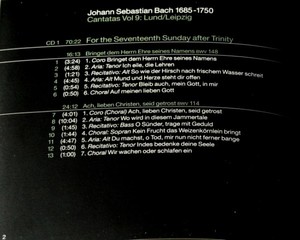 Johann Sebastian Bach 1685-1750
Cantatas Vol 9: Lund/Leipzig
CD 1 70:22 For the Seventeenth Sunday after Trinity
16:13 Bringet dem Herrn Ehre seines Namens BWV 148
1 (3:21) 1. Coro Bringet dem Herrn Ehre seines Namens
2 (4:58) 2. Aria: Tenor Ich eile, die Lehren
3 (1:24) 3. Recitativo: Alt So wie der Hirsch nach frischem Wasser schreit
4 (4:45) 4. Aria: Alt Mund und Herze steht dir offen
5 (0:54) 5. Recitativo: Tenor Bleib auch, mein Gott, in mir
6 (0:50) 6. Choral Auf meinen lieben Gott
24:12 Ach, lieben Christen, seid getrost BWV 114
7 (4:01) 1. Coro (Choral) Ach, lieben Christen, seid getrost
8 (10:04) 2. Aria: Tenor Wo wird in diesem Jammertale
9 (1:45) 3. Recitativo: Bass O Sünder, trage mit Geduld
10 (1:44) 4. Choral: Sopran Kein Frucht das Weizenkörnlein bringt
11 (4:47) 5. Aria: Alt Du machst, o Tod, mir nun nicht ferner bange
12 (0:50) 6. Recitativo: Tenor Indes bedenke deine Seele
13 (1:00) 7. Choral Wir wachen oder schlafen ein
2